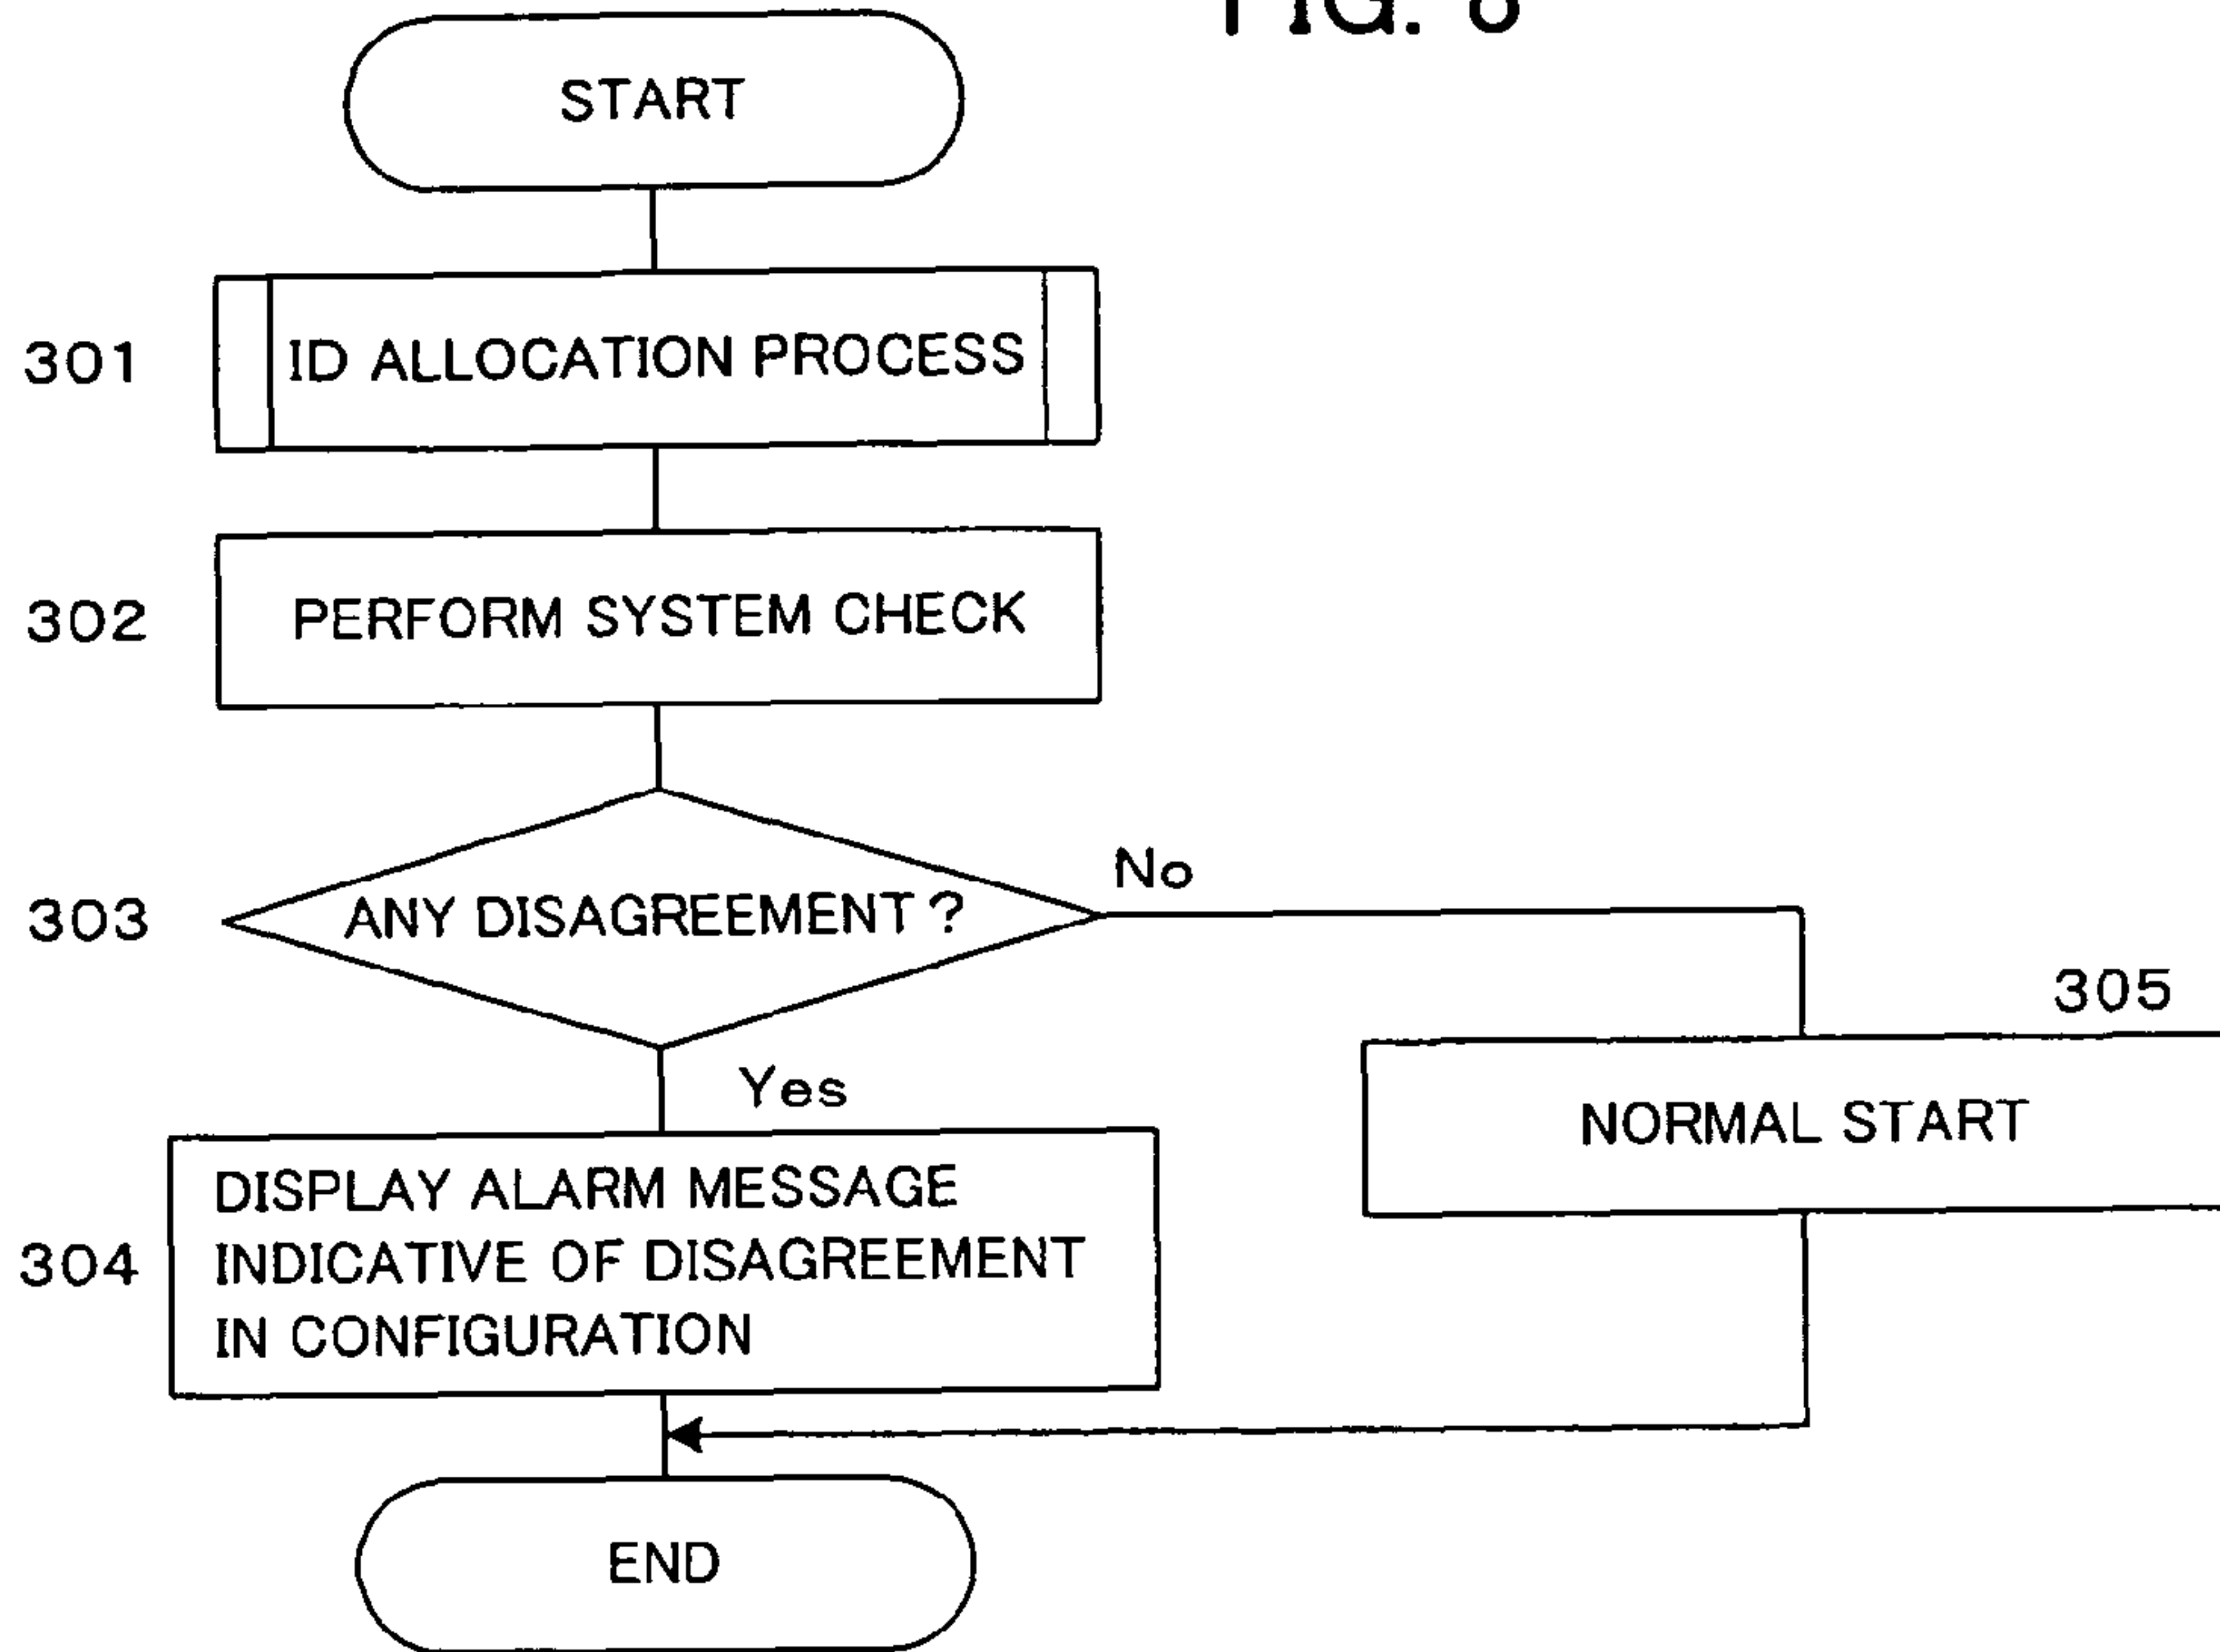 FIG. 8
START
301
ID ALLOCATION PROCESS
302
PERFORM SYSTEM CHECK
303
ANY DISAGREEMENT ?
No
Yes
305
NORMAL START
304
DISPLAY ALARM MESSAGE
INDICATIVE OF DISAGREEMENT
IN CONFIGURATION
END